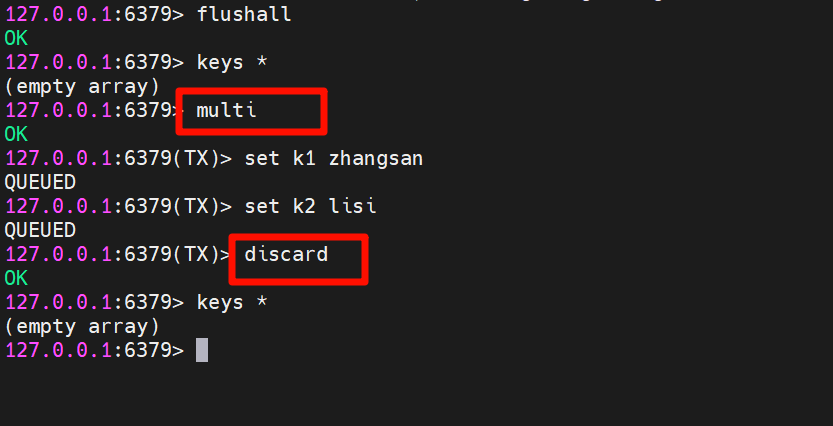 127.0.0.1:6379> flushall
OK
127.0.0.1:6379> keys *
(empty array)
127.0.0.1:6379> multi
OK
127.0.0.1:6379(TX)> set k1 zhangsan
QUEUED
127.0.0.1:6379(TX)> set k2 lisi
QUEUED
127.0.0.1:6379(TX)> discard
OK
127.0.0.1:6379> keys *
(empty array)
127.0.0.1:6379>